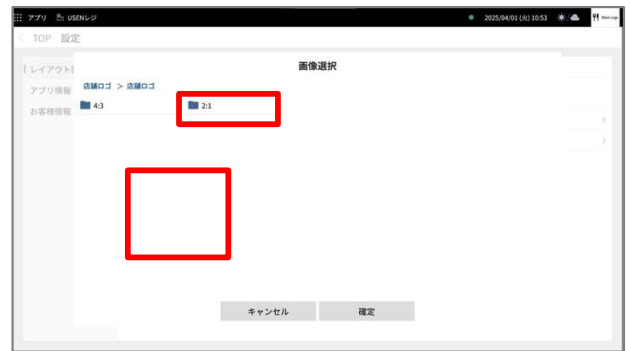 アプリ USENレジ 2025/04/01 (火) 10:53
< TOP 設定
画像選択
レイアウト
アプリ情報
お客様情報
店舗ロゴ > 店舗ロゴ
4:3 2:1
キャンセル 確定